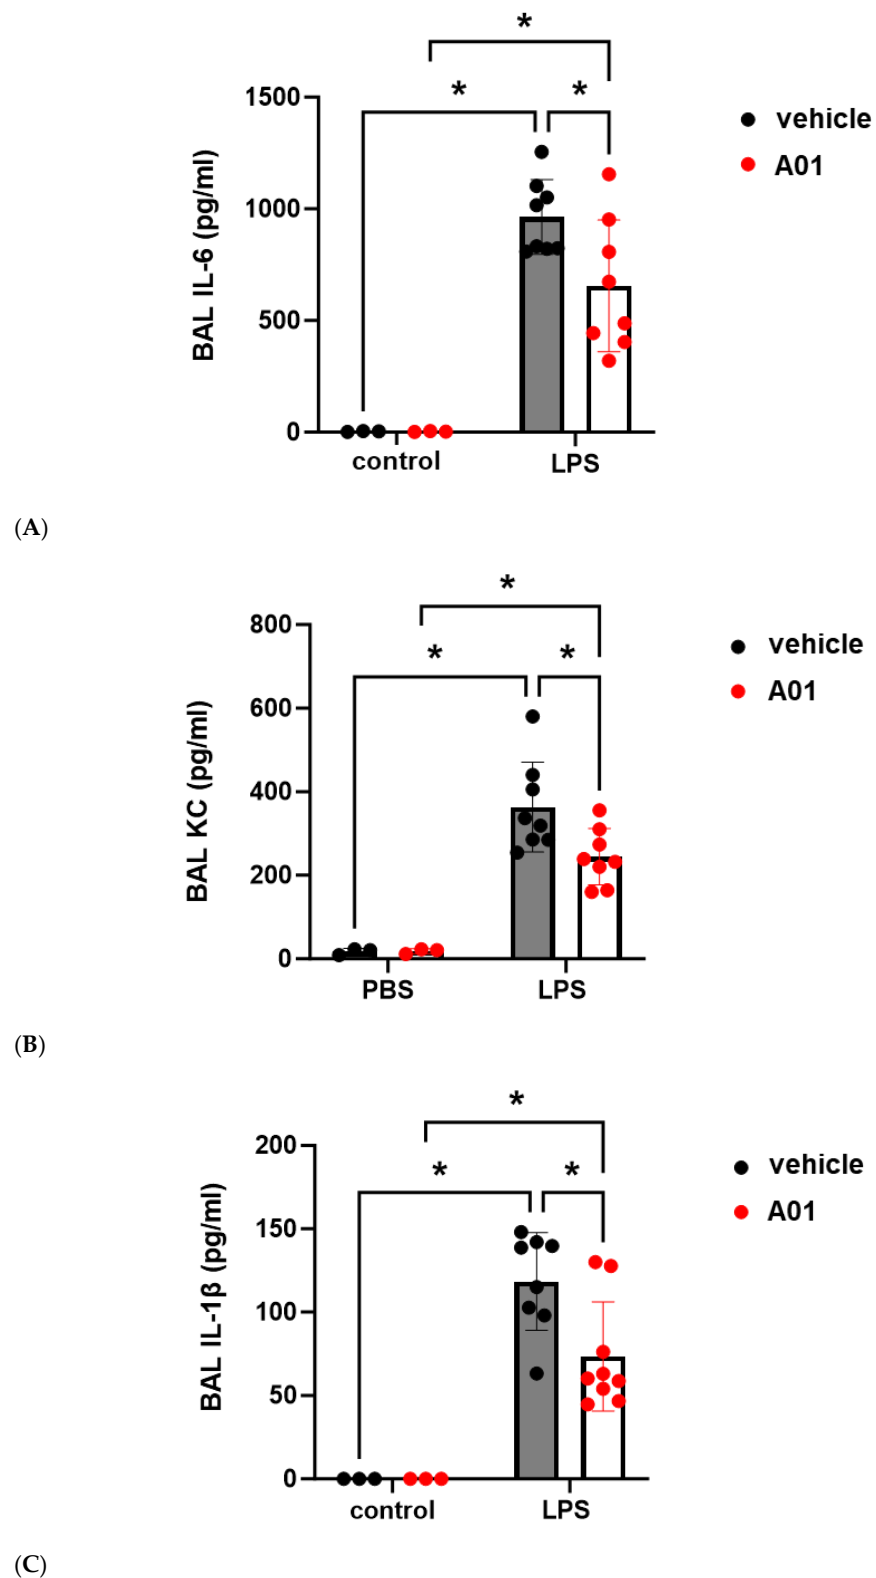 *
* *
1500
1000
500
0
BAL IL-6 (pg/ml)
control LPS
vehicle
A01
(A)
*
* *
800
600
400
200
0
BAL KC (pg/ml)
PBS LPS
vehicle
A01
(B)
*
* *
200
150
100
50
0
BAL IL-1β (pg/ml)
control LPS
vehicle
A01
(C)